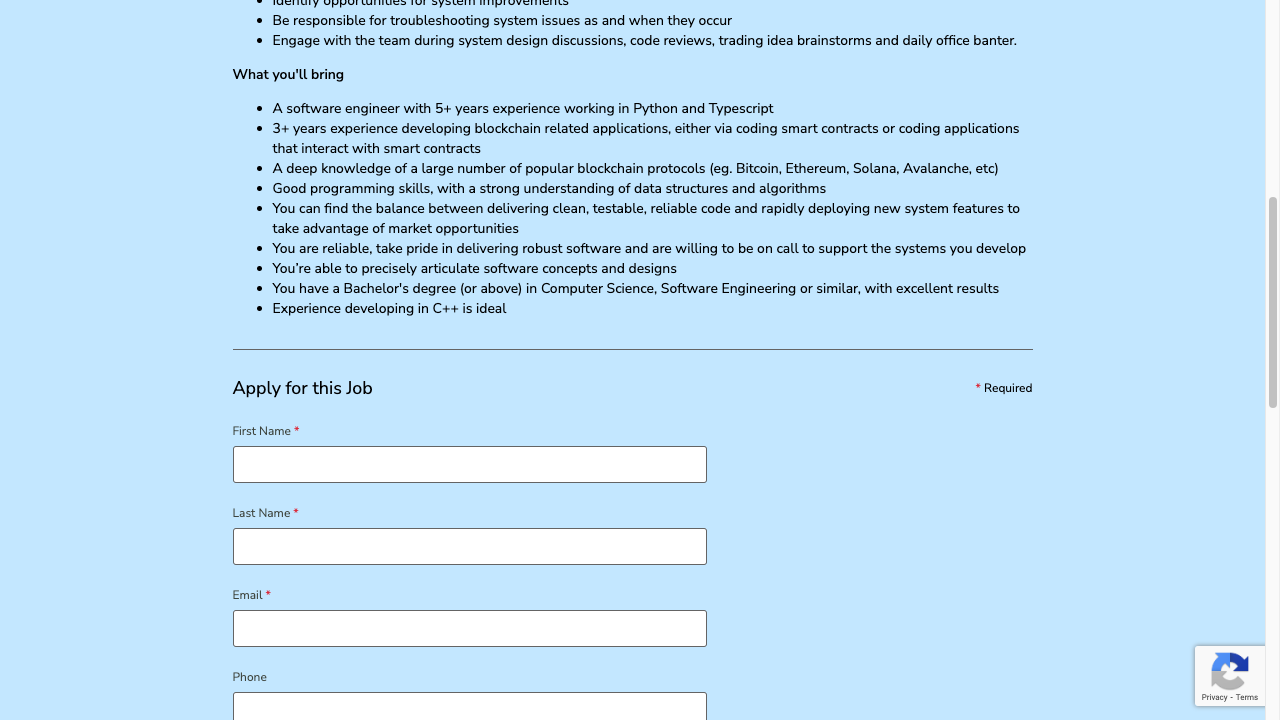 Identify opportunities for system improvements
Be responsible for troubleshooting system issues as and when they occur
Engage with the team during system design discussions, code reviews, trading idea brainstorms and daily office banter.
What you'll bring
A software engineer with 5+ years experience working in Python and Typescript
3+ years experience developing blockchain related applications, either via coding smart contracts or coding applications
that interact with smart contracts
A deep knowledge of a large number of popular blockchain protocols (eg. Bitcoin, Ethereum, Solana, Avalanche, etc)
Good programming skills, with a strong understanding of data structures and algorithms
You can find the balance between delivering clean, testable, reliable code and rapidly deploying new system features to
take advantage of market opportunities
You are reliable, take pride in delivering robust software and are willing to be on call to support the systems you develop
You’re able to precisely articulate software concepts and designs
You have a Bachelor's degree (or above) in Computer Science, Software Engineering or similar, with excellent results
Experience developing in C++ is ideal
Apply for this Job
* Required
First Name *
Last Name *
Email *
Phone
Privacy - Terms